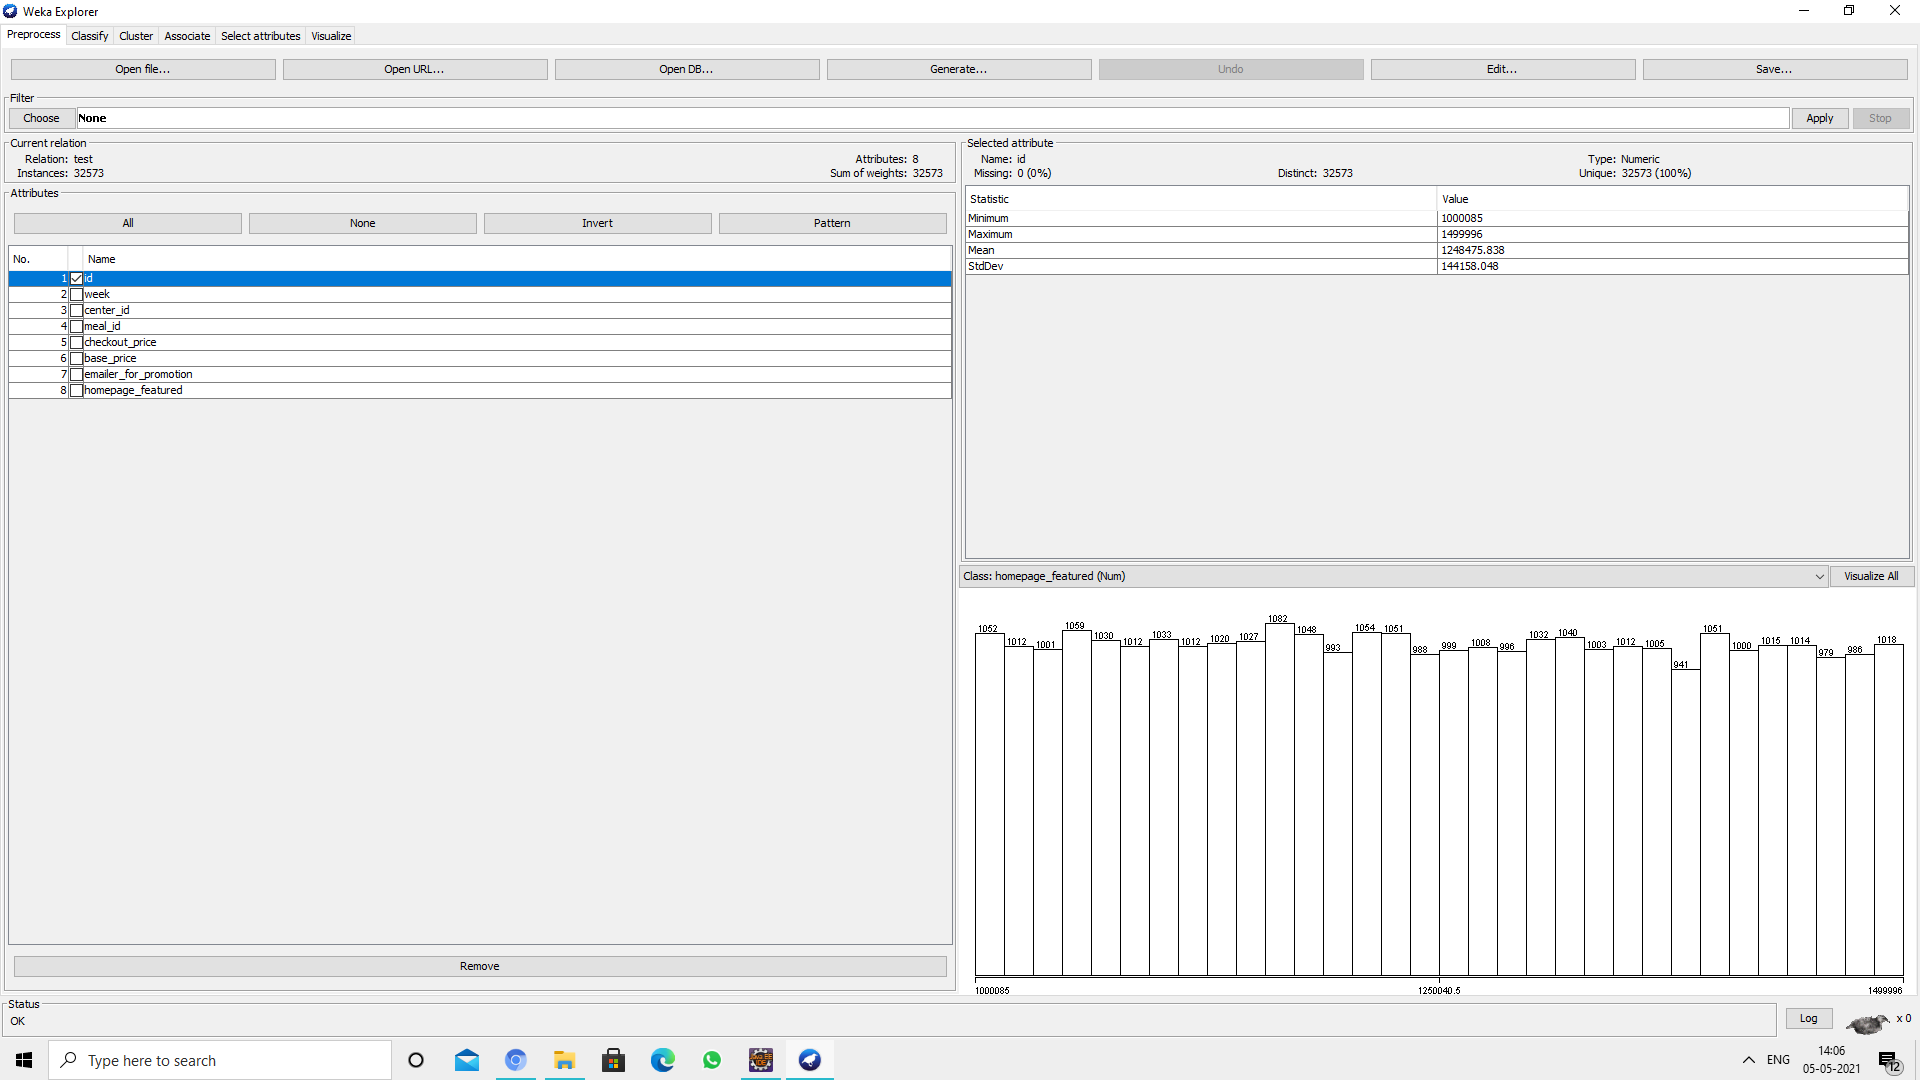 Weka Explorer
Preprocess Classify Cluster Associate Select attributes Visualize
Open file... Open URL... Open DB... Generate... Undo Edit... Save...
Filter
Choose None Apply Stop
Current relation
Relation: test Attributes: 8
Instances: 32573 Sum of weights: 32573
Attributes
All None Invert Pattern
No. Name
1 id
2 week
3 center_id
4 meal_id
5 checkout_price
6 base_price
7 emailer_for_promotion
8 homepage_featured
Remove
Selected attribute
Name: id Type: Numeric
Missing: 0 (0%) Distinct: 32573 Unique: 32573 (100%)
Statistic Value
Minimum 1000085
Maximum 1499996
Mean 1248475.838
StdDev 144158.048
Class: homepage_featured (Num) Visualize All
1052 1012 1001 1059 1030 1012 1033 1012 1020 1027 1082 1048 993 1054 1051 988 999 1008 996 1032 1040 1003 1012 1005 941 1051 1000 1015 1014 979 986 1018
1000085 1250040.5 1499996
Status
OK
Log x 0
Type here to search
ENG
14:06
05-05-2021
12